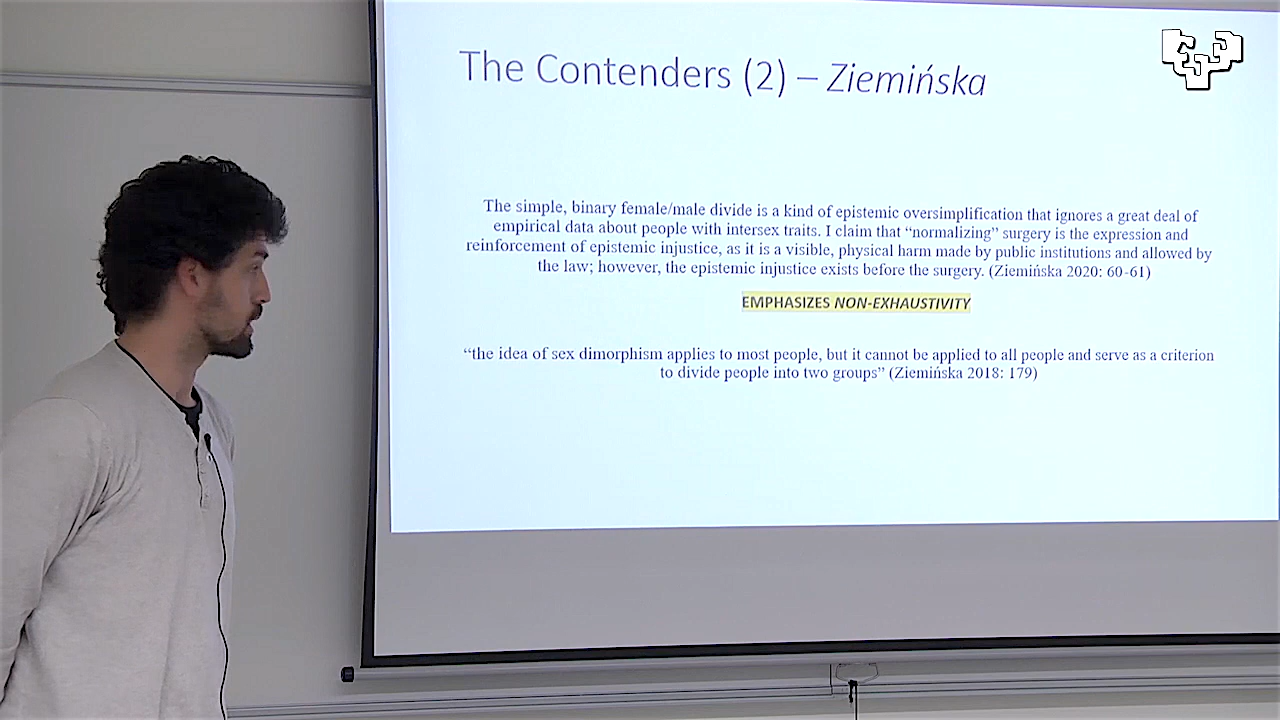 The Contenders (2) – Ziemińska
The simple, binary female/male divide is a kind of epistemic oversimplification that ignores a great deal of
empirical data about people with intersex traits. I claim that “normalizing” surgery is the expression and
reinforcement of epistemic injustice, as it is a visible, physical harm made by public institutions and allowed by
the law; however, the epistemic injustice exists before the surgery. (Ziemińska 2020: 60-61)
EMPHASIZES NON-EXHAUSTIVITY
“the idea of sex dimorphism applies to most people, but it cannot be applied to all people and serve as a criterion
to divide people into two groups” (Ziemińska 2018: 179)